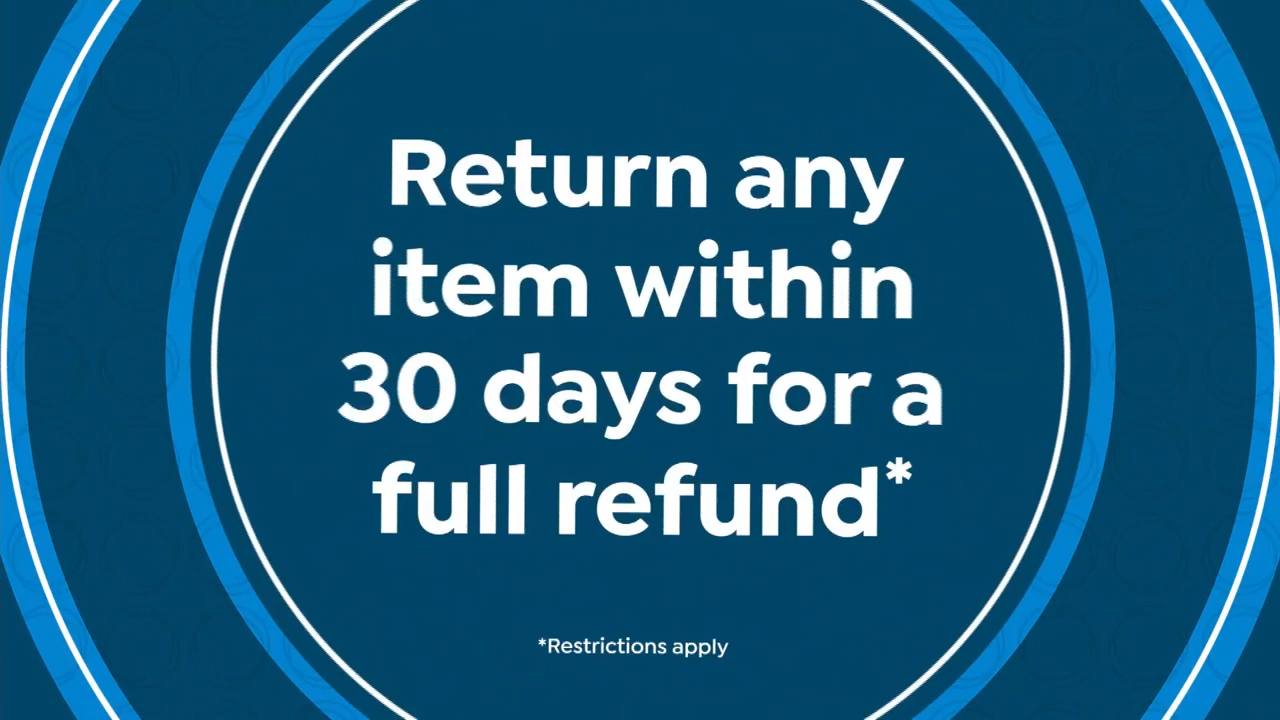 Return any
item within
30 days for a
full refund*
*Restrictions apply